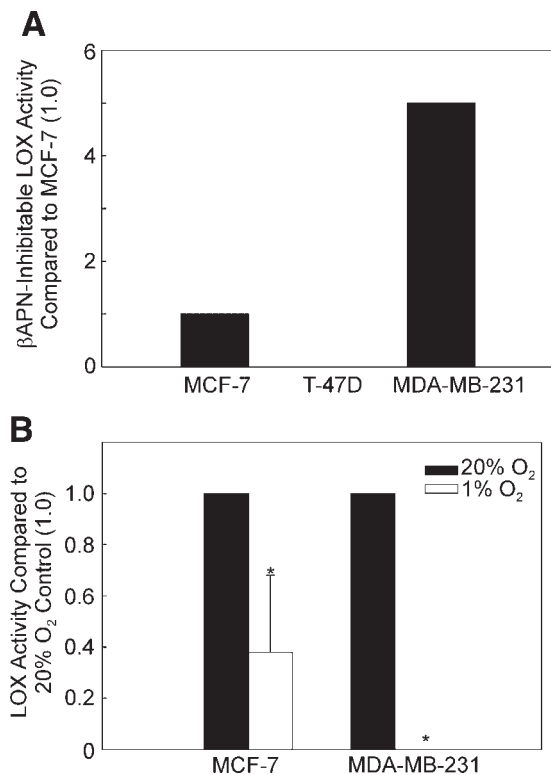 A
βAPN-Inhibitable LOX Activity
Compared to MCF-7 (1.0)
6
4
2
0
MCF-7 T-47D MDA-MB-231
B
LOX Activity Compared to
20% O₂ Control (1.0)
20% O₂
1% O₂
1.0
0.8
0.6
0.4
0.2
0
*
*
MCF-7 MDA-MB-231